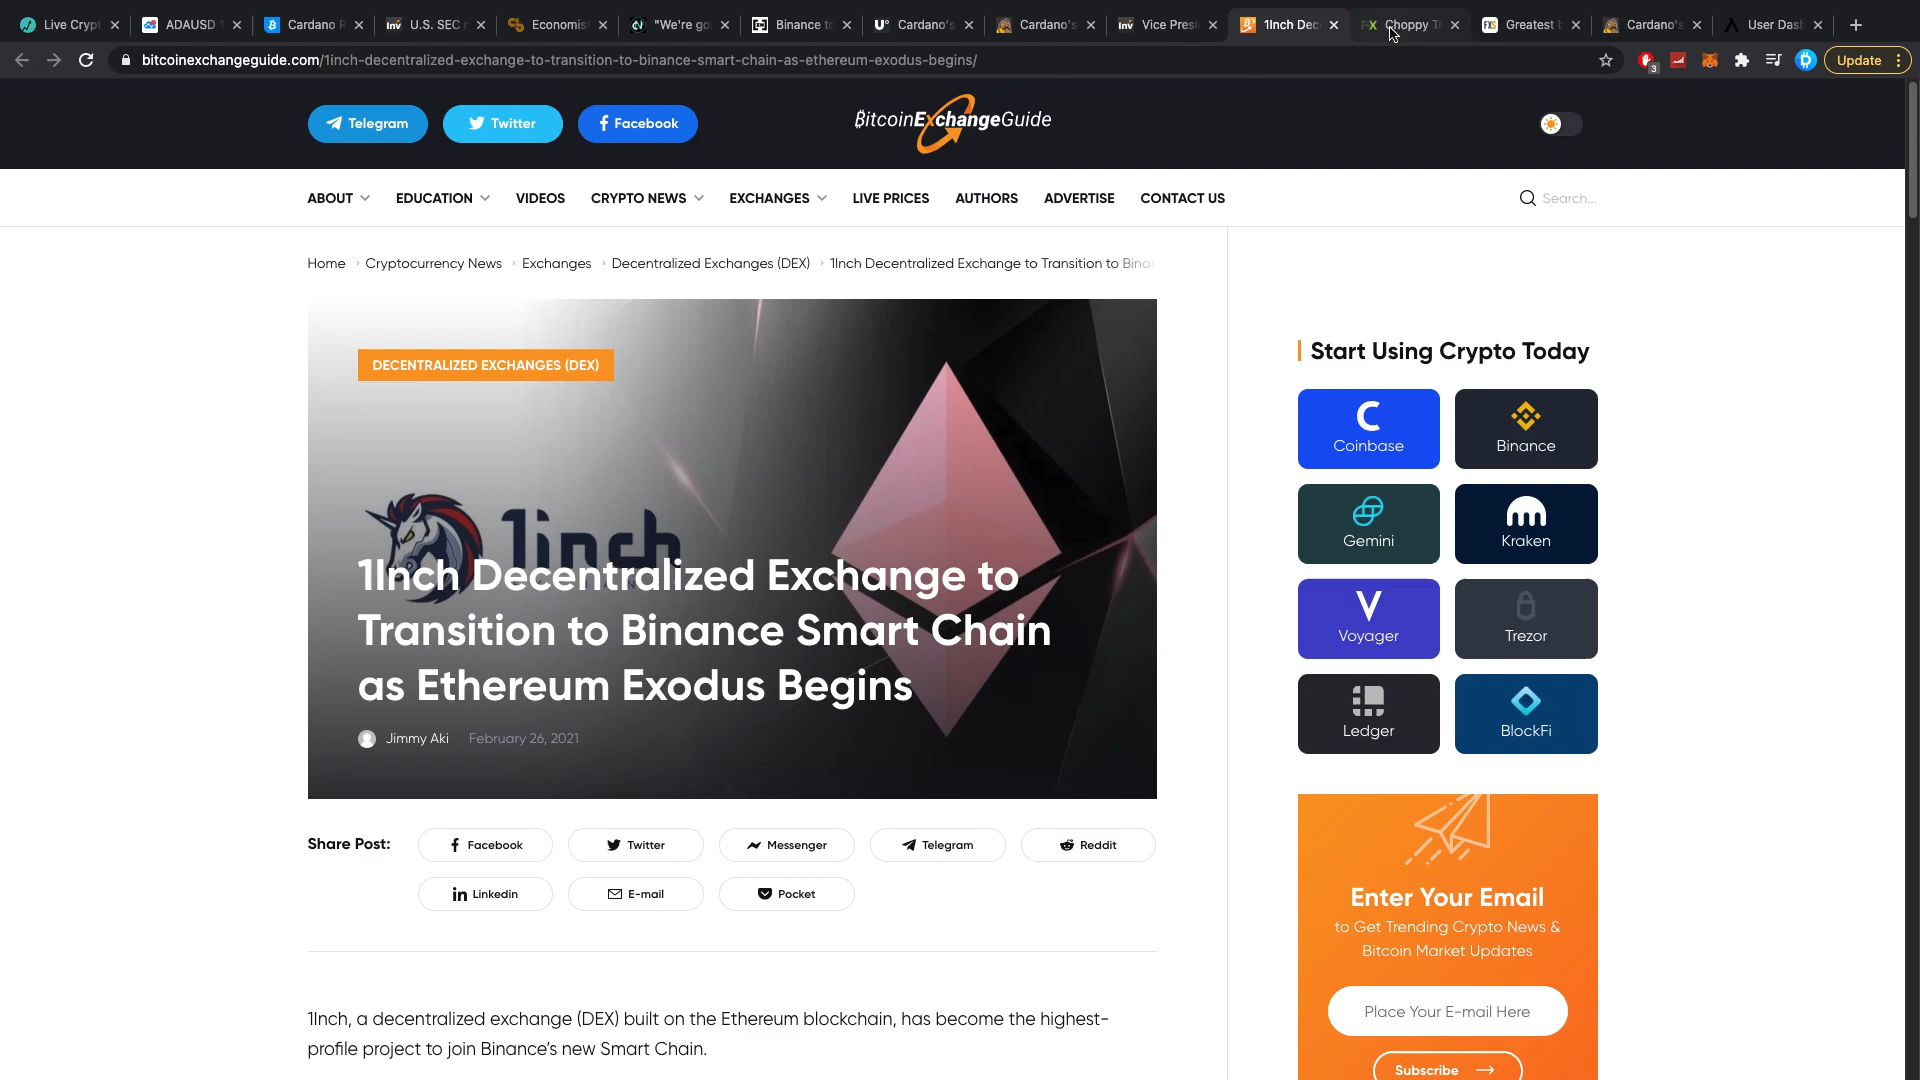 Live Crypt
ADAUSD
Cardano
U.S. SEC
Economis
"We're go
Binance to
Cardano's
Cardano's
Vice Presi
1Inch Dec
Choppy Tr
Greatest
Cardano's
User Dash
bitcoinexchangeguide.com/1inch-decentralized-exchange-to-transition-to-binance-smart-chain-as-ethereum-exodus-begins/
3
Update
Telegram
Twitter
Facebook
BitcoinExchangeGuide
ABOUT
EDUCATION
VIDEOS
CRYPTO NEWS
EXCHANGES
LIVE PRICES
AUTHORS
ADVERTISE
CONTACT US
Search...
Home
Cryptocurrency News
Exchanges
Decentralized Exchanges (DEX)
1Inch Decentralized Exchange to Transition to Binan
DECENTRALIZED EXCHANGES (DEX)
1inch
1Inch Decentralized Exchange to
Transition to Binance Smart Chain
as Ethereum Exodus Begins
Jimmy Aki
February 26, 2021
Share Post:
Facebook
Twitter
Messenger
Telegram
Reddit
Linkedin
E-mail
Pocket
1Inch, a decentralized exchange (DEX) built on the Ethereum blockchain, has become the highest-
profile project to join Binance’s new Smart Chain.
Start Using Crypto Today
Coinbase
Binance
Gemini
Kraken
Voyager
Trezor
Ledger
BlockFi
Enter Your Email
to Get Trending Crypto News &
Bitcoin Market Updates
Place Your E-mail Here
Subscribe